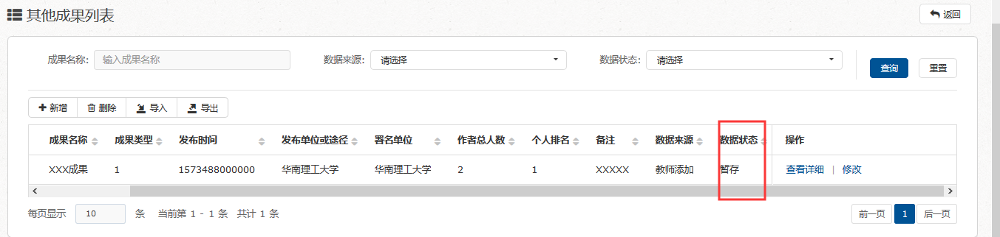 其他成果列表 返回
成果名称: 输入成果名称 数据来源: 请选择 数据状态: 请选择 查询 重置
新增 删除 导入 导出
成果名称 成果类型 发布时间 发布单位或途径 署名单位 作者总人数 个人排名 备注 数据来源 数据状态 操作
XXX成果 1 1573488000000 华南理工大学 华南理工大学 2 1 XXXXX 教师添加 暂存 查看详细 | 修改
每页显示 10 条 当前第 1 - 1 条 共计 1 条 前一页 1 后一页